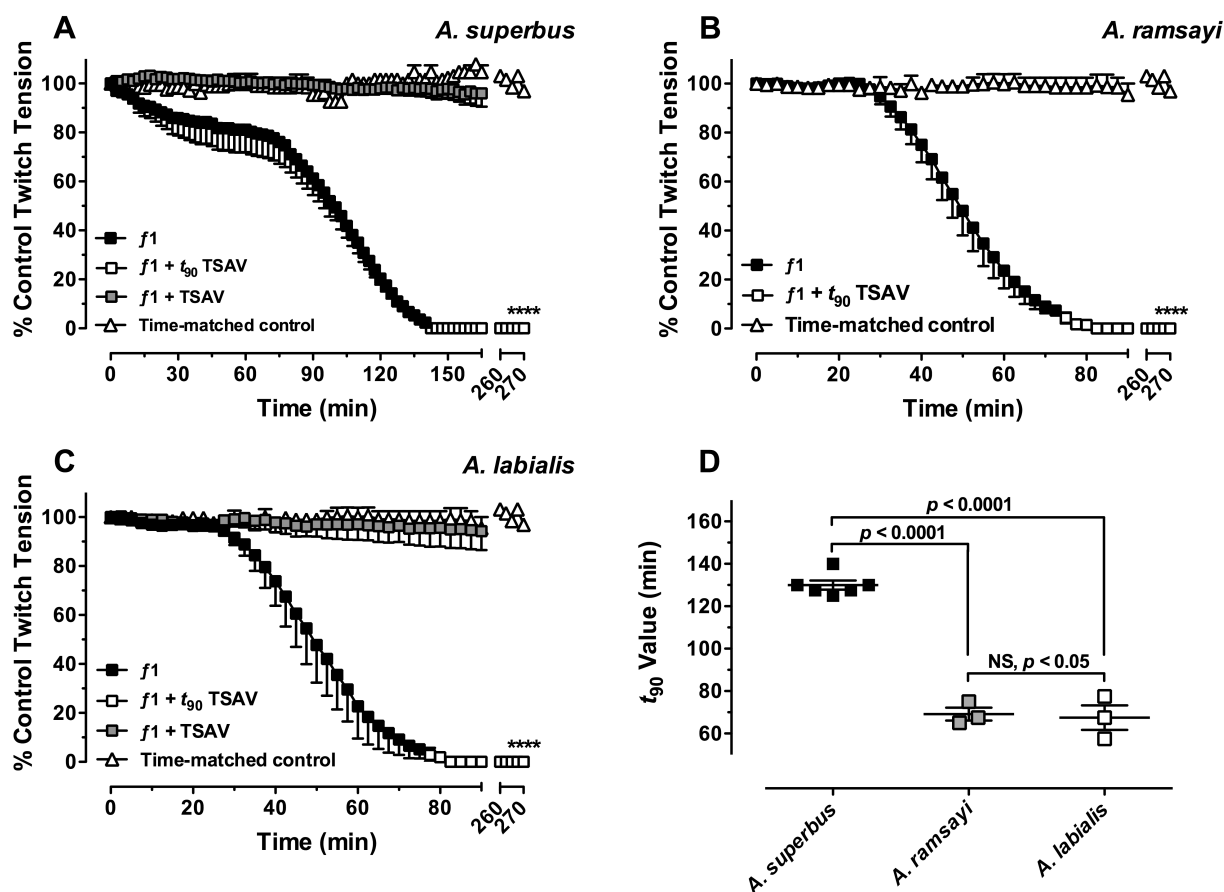 A
A. superbus
% Control Twitch Tension
100
80
60
40
20
0
ƒ1
ƒ1 + t90 TSAV
ƒ1 + TSAV
Time-matched control
****
0 30 60 90 120 150 260 270
Time (min)
B
A. ramsayi
% Control Twitch Tension
100
80
60
40
20
0
ƒ1
ƒ1 + t90 TSAV
Time-matched control
****
0 20 40 60 80 260 270
Time (min)
C
A. labialis
% Control Twitch Tension
100
80
60
40
20
0
ƒ1
ƒ1 + t90 TSAV
ƒ1 + TSAV
Time-matched control
****
0 20 40 60 80 260 270
Time (min)
D
t90 Value (min)
160
140
120
100
80
60
p < 0.0001
p < 0.0001
NS, p < 0.05
A. superbus
A. ramsayi
A. labialis